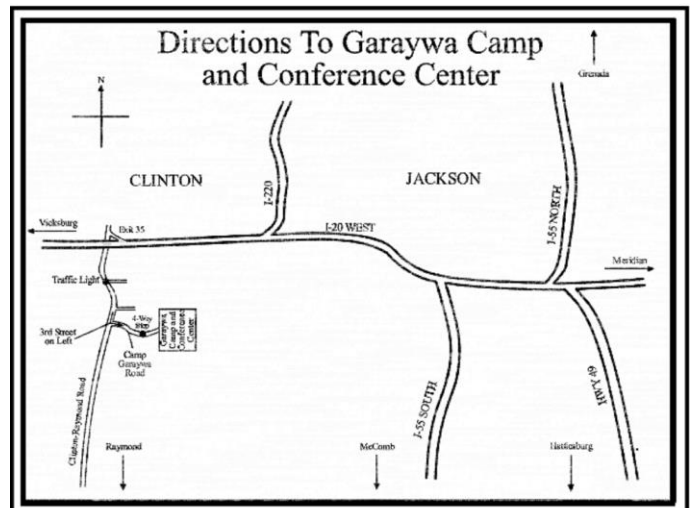 Directions To Garaywa Camp
and Conference Center
Grenada
N
CLINTON
JACKSON
I-220
I-55 NORTH
Vicksburg
Exit 35
I-20 WEST
Meridian
Traffic Light
4-Way
Stop
Garaywa
Camp and
Conference
Center
3rd Street
on Left
Camp
Garaywa
Road
Clinton-Raymond Road
I-55 SOUTH
HWY 49
Raymond
McComb
Hattiesburg